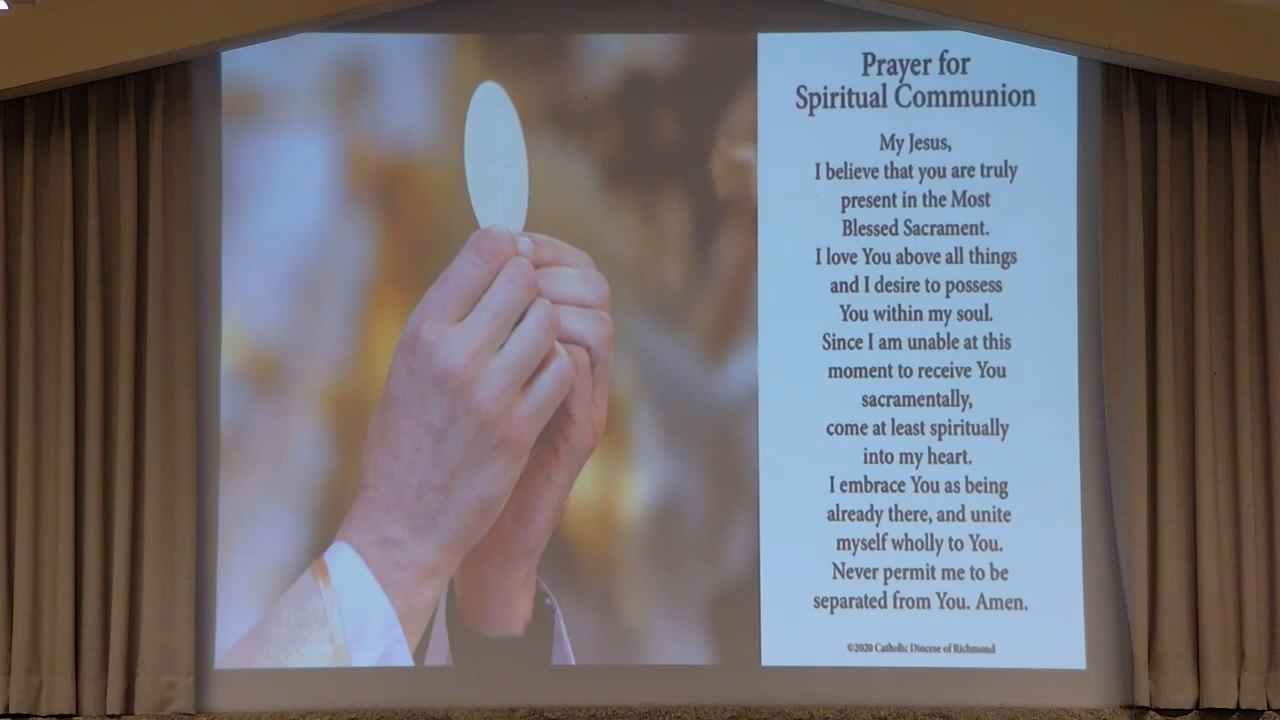 Prayer for
Spiritual Communion
My Jesus,
I believe that you are truly
present in the Most
Blessed Sacrament.
I love You above all things
and I desire to possess
You within my soul.
Since I am unable at this
moment to receive You
sacramentally,
come at least spiritually
into my heart.
I embrace You as being
already there, and unite
myself wholly to You.
Never permit me to be
separated from You. Amen.
©2020 Catholic Diocese of Richmond